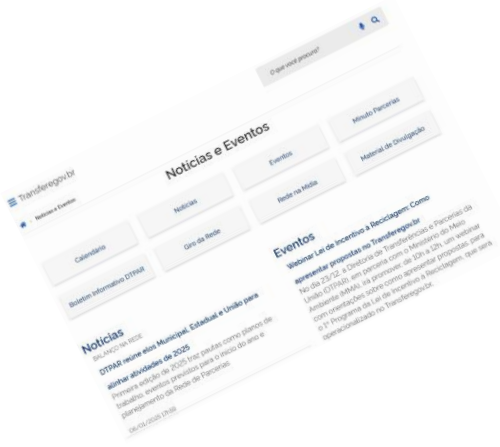 O que você procura?
Transferegov.br
Notícias e Eventos
Notícias e Eventos
Calendário
Notícias
Eventos
Minuto Parcerias
Boletim Informativo DTPAR
Giro da Rede
Rede na Mídia
Material de Divulgação
Notícias
BALANÇO NA REDE
DTPAR reúne elos Municipal, Estadual e União para
alinhar atividades de 2025
Primeira edição de 2025 traz pautas como planos de
trabalho, eventos previstos para o início do ano e
planejamento da Rede de Parcerias
Eventos
Webinar Lei de Incentivo à Reciclagem: Como
apresentar propostas no Transferegov.br
No dia 23/12, a Diretoria de Transferências e Parcerias da
União (DTPAR), em parceria com o Ministério do Meio
Ambiente (MMA), irá promover, de 10h a 12h, um webinar
com orientações sobre como apresentar propostas para
o 1º Programa da Lei de Incentivo à Reciclagem, que será
operacionalizado no Transferegov.br.